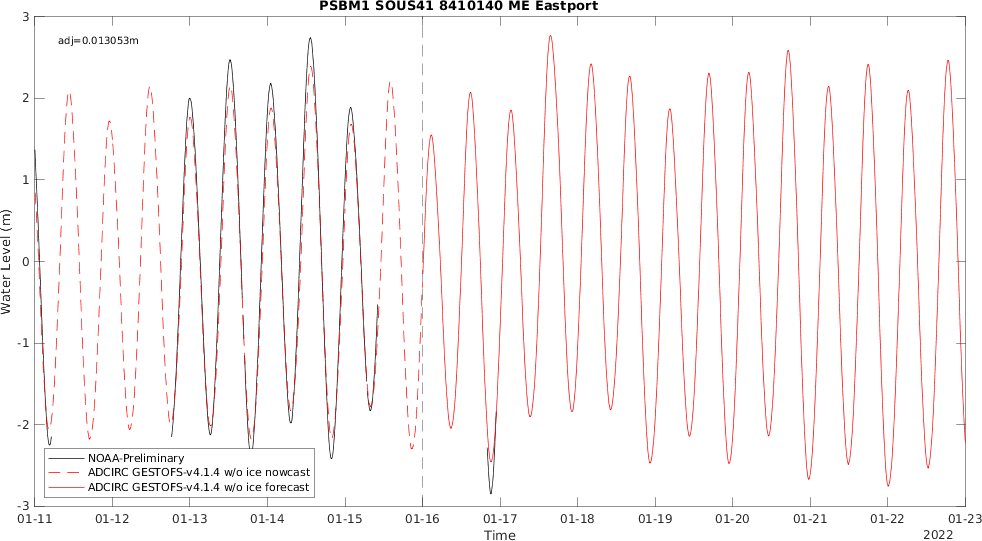 PSBM1 SOUS41 8410140 ME Eastport
adj=0.013053m
Water Level (m)
3
2
1
0
-1
-2
-3
NOAA-Preliminary
ADCIRC GESTOFS-v4.1.4 w/o ice nowcast
ADCIRC GESTOFS-v4.1.4 w/o ice forecast
01-11 01-12 01-13 01-14 01-15 01-16 01-17 01-18 01-19 01-20 01-21 01-22 01-23
Time
2022